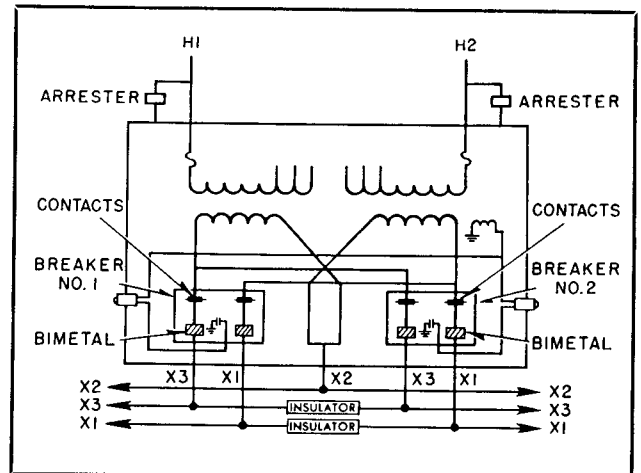 H1 H2
ARRESTER ARRESTER
CONTACTS CONTACTS
BREAKER NO. 1 BREAKER NO. 2
BIMETAL BIMETAL
X3 X1 X2 X3 X1
X2 X2
X3 INSULATOR X3
X1 INSULATOR X1